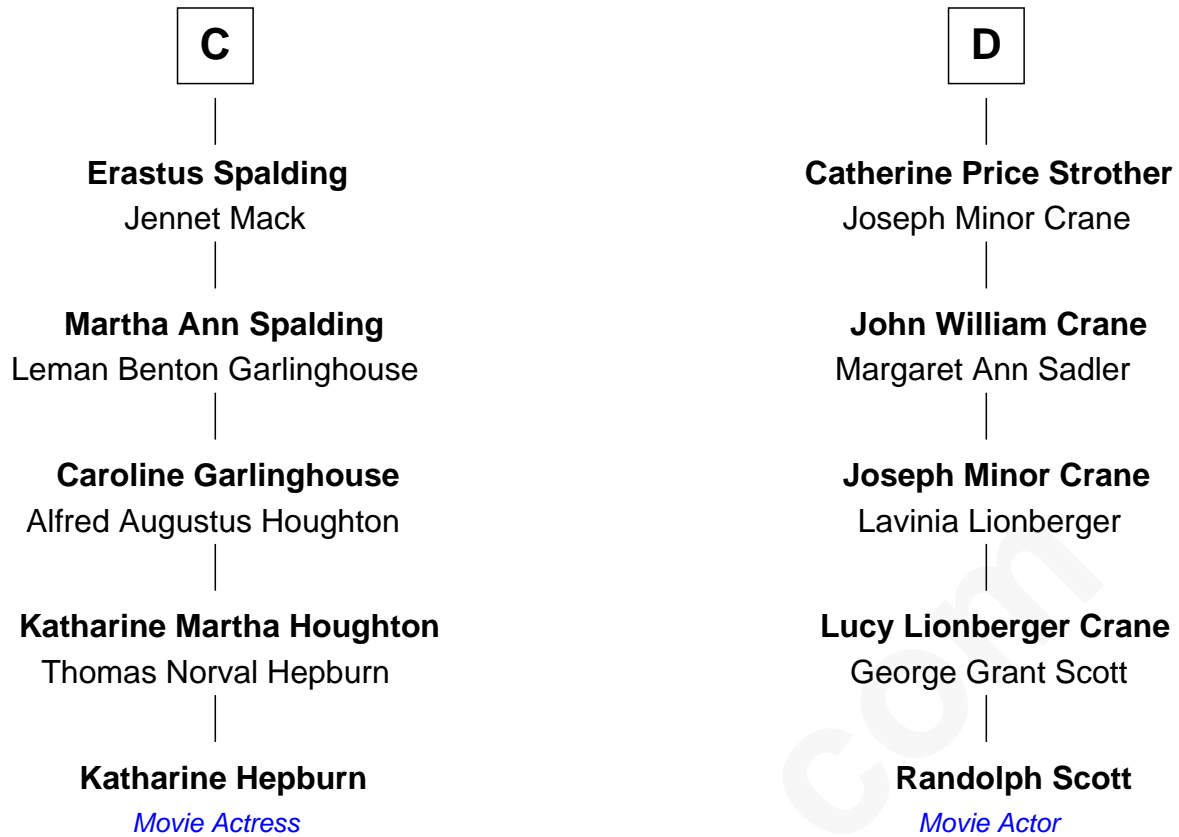 C
Erastus Spalding
Jennet Mack
Martha Ann Spalding
Leman Benton Garlinghouse
Caroline Garlinghouse
Alfred Augustus Houghton
Katharine Martha Houghton
Thomas Norval Hepburn
Katharine Hepburn
Movie Actress
D
Catherine Price Strother
Joseph Minor Crane
John William Crane
Margaret Ann Sadler
Joseph Minor Crane
Lavinia Lionberger
Lucy Lionberger Crane
George Grant Scott
Randolph Scott
Movie Actor
com